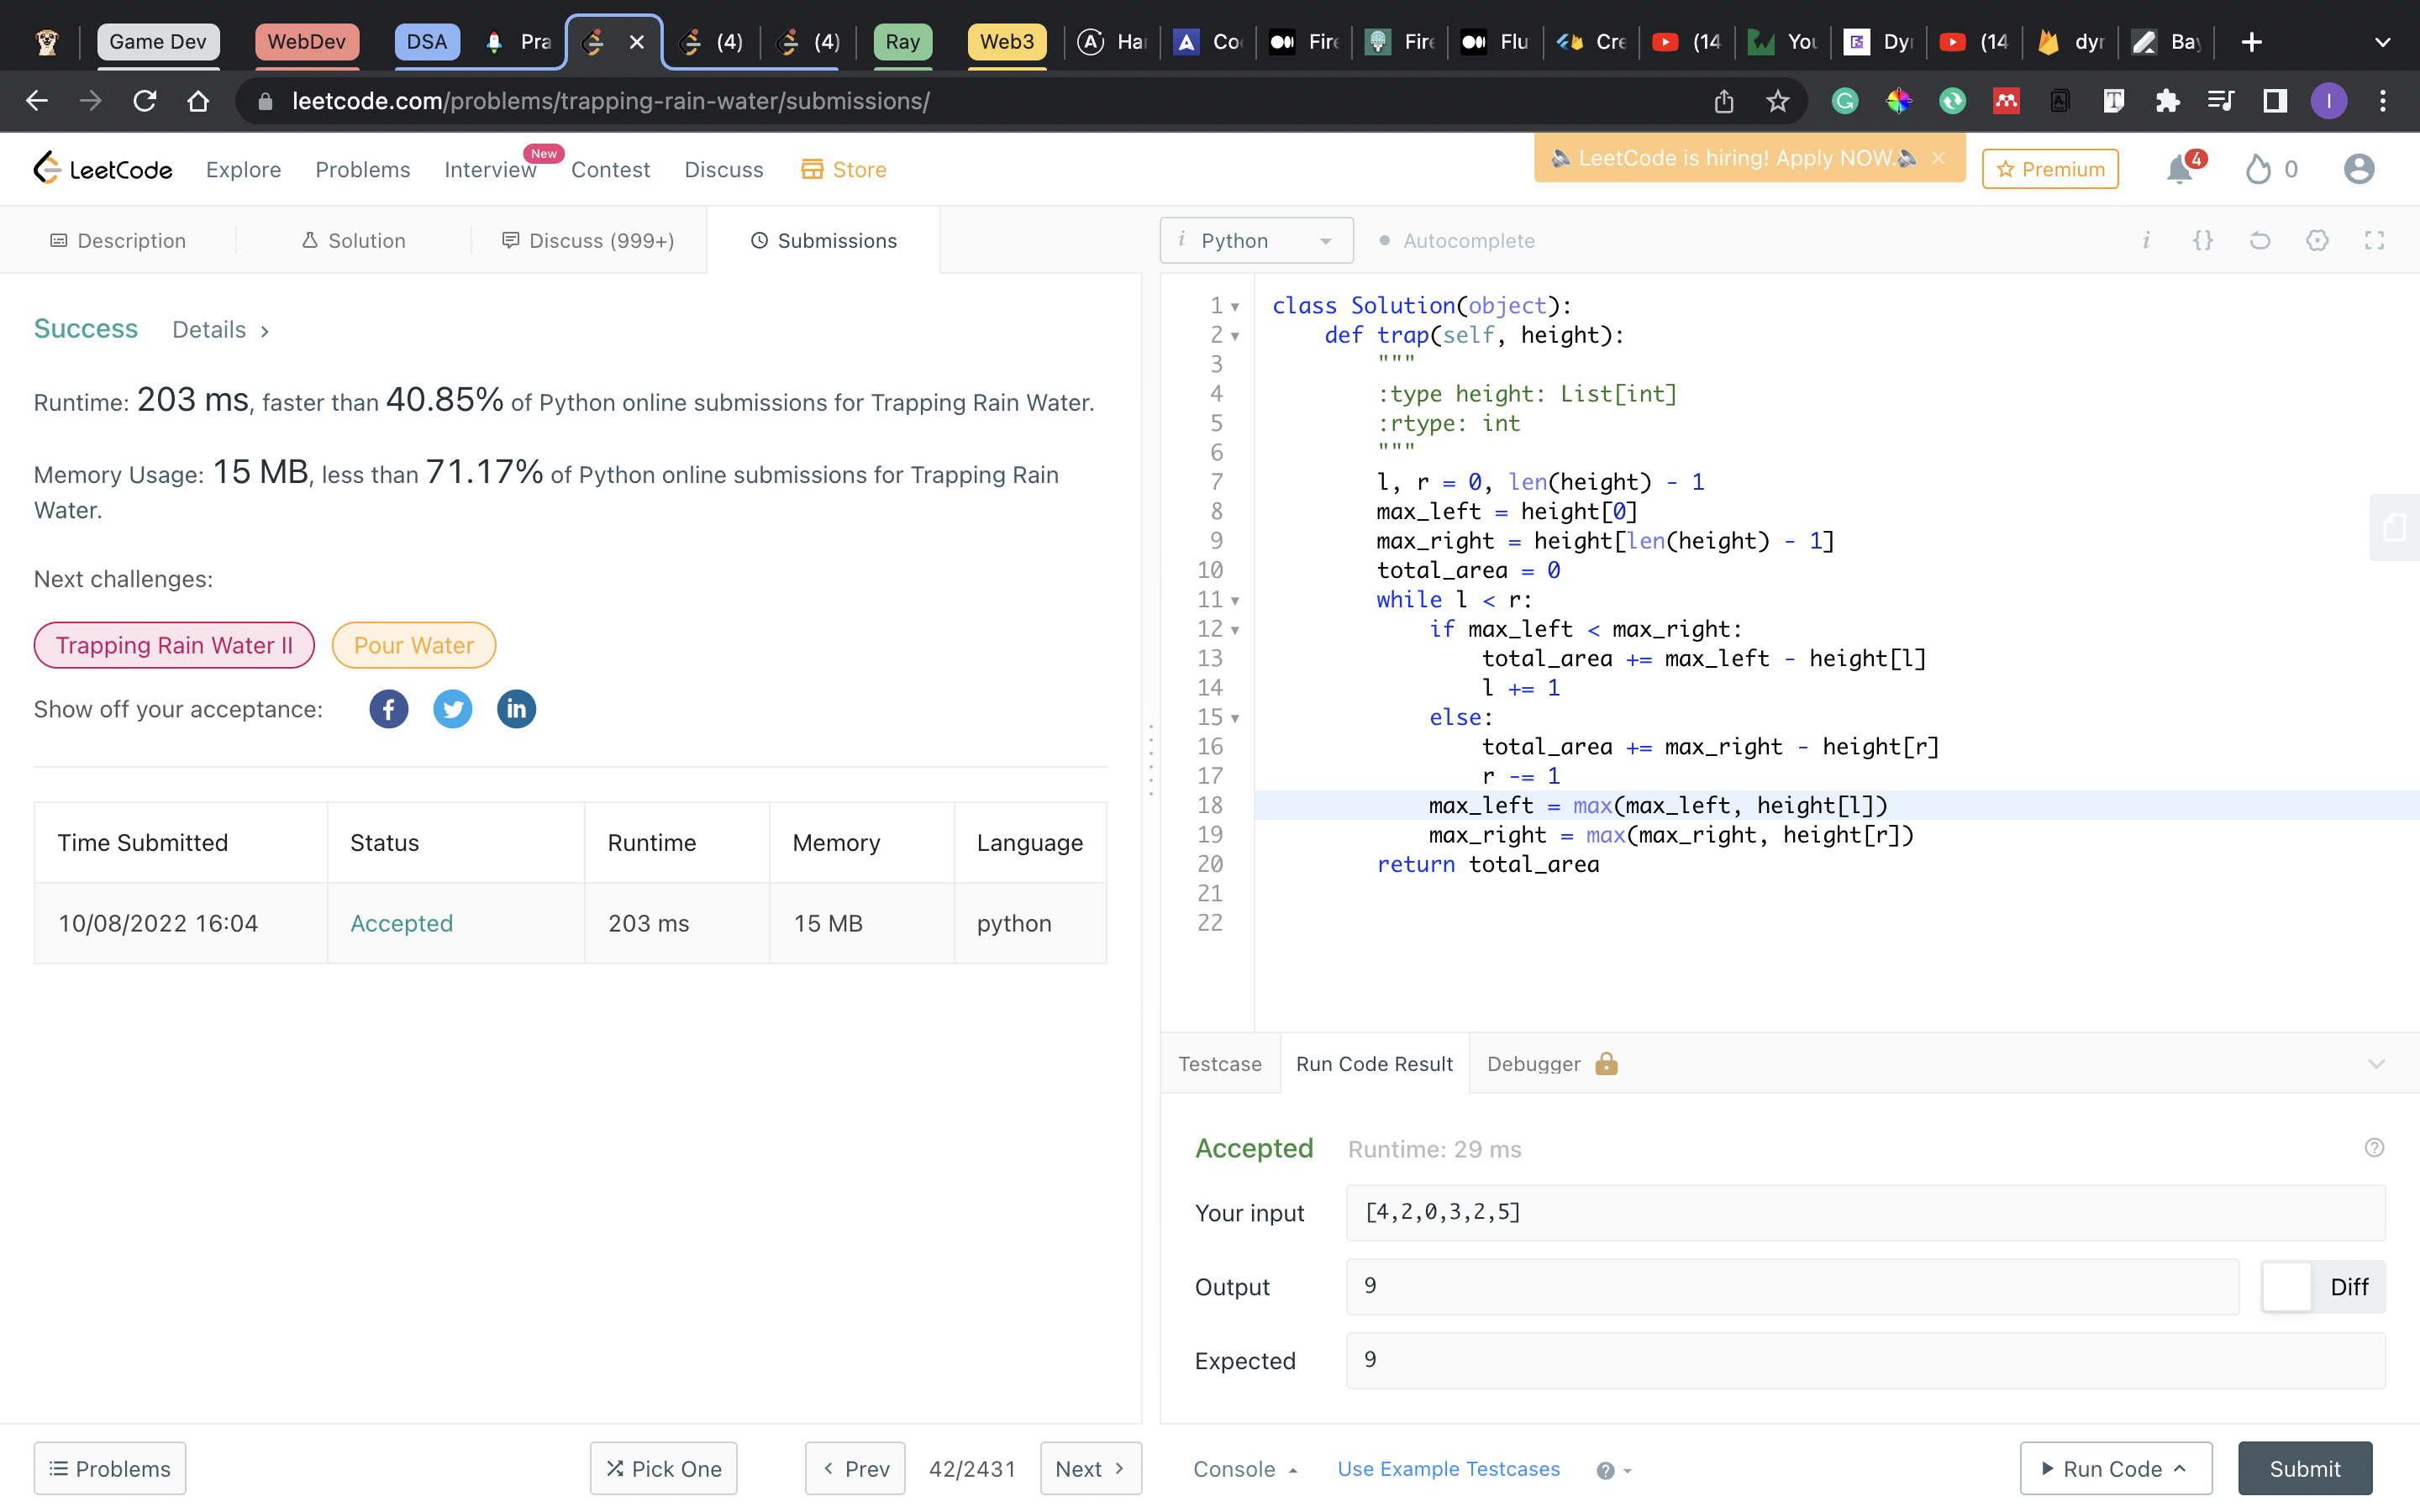 Game Dev WebDev DSA Pra (4) (4) Ray Web3 Har Co Fire Fire Flu Cre (14 You Dyn (14 dyn Bay
leetcode.com/problems/trapping-rain-water/submissions/
LeetCode Explore Problems Interview New Contest Discuss Store LeetCode is hiring! Apply NOW. Premium 4 0 I
Description Solution Discuss (999+) Submissions
Python Autocomplete
Success Details
Runtime: 203 ms, faster than 40.85% of Python online submissions for Trapping Rain Water.
Memory Usage: 15 MB, less than 71.17% of Python online submissions for Trapping Rain
Water.
Next challenges:
Trapping Rain Water II Pour Water
Show off your acceptance:
Time Submitted Status Runtime Memory Language
10/08/2022 16:04 Accepted 203 ms 15 MB python
1 class Solution(object):
2 def trap(self, height):
3 """
4 :type height: List[int]
5 :rtype: int
6 """
7 l, r = 0, len(height) - 1
8 max_left = height[0]
9 max_right = height[len(height) - 1]
10 total_area = 0
11 while l < r:
12 if max_left < max_right:
13 total_area += max_left - height[l]
14 l += 1
15 else:
16 total_area += max_right - height[r]
17 r -= 1
18 max_left = max(max_left, height[l])
19 max_right = max(max_right, height[r])
20 return total_area
21
22
Testcase Run Code Result Debugger
Accepted Runtime: 29 ms
Your input [4,2,0,3,2,5]
Output 9 Diff
Expected 9
Problems Pick One Prev 42/2431 Next Console Use Example Testcases Run Code Submit